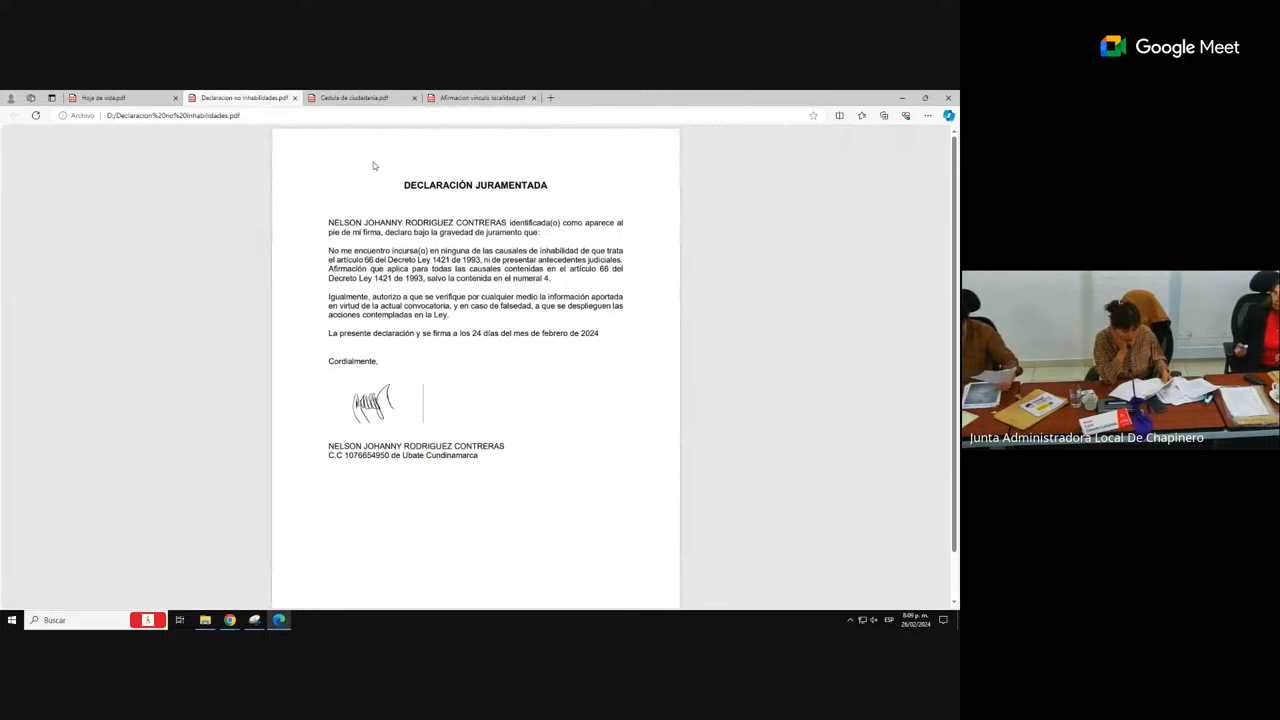 Google Meet
Hoja de vida.pdf
Declaracion no Inhabilidades.pdf
Cedula de ciudadania.pdf
Afirmacion vinculo localidad.pdf
Archivo
D:/Declaracion%20no%20Inhabilidades.pdf
DECLARACIÓN JURAMENTADA
NELSON JOHANNY RODRIGUEZ CONTRERAS identificada(o) como aparece al
pie de mi firma, declaro bajo la gravedad de juramento que:
No me encuentro incursa(o) en ninguna de las causales de inhabilidad de que trata
el artículo 66 del Decreto Ley 1421 de 1993, ni de presentar antecedentes judiciales.
Afirmación que aplica para todas las causales contenidas en el artículo 66 del
Decreto Ley 1421 de 1993, salvo la contenida en el numeral 4.
Igualmente, autorizo a que se verifique por cualquier medio la información aportada
en virtud de la actual convocatoria, y en caso de falsedad, a que se desplieguen las
acciones contempladas en la Ley.
La presente declaración y se firma a los 24 días del mes de febrero de 2024
Cordialmente,
NELSON JOHANNY RODRIGUEZ CONTRERAS
C.C 1076654950 de Ubate Cundinamarca
Junta Administradora Local De Chapinero
Buscar
ESP
8:09 p. m.
26/02/2024